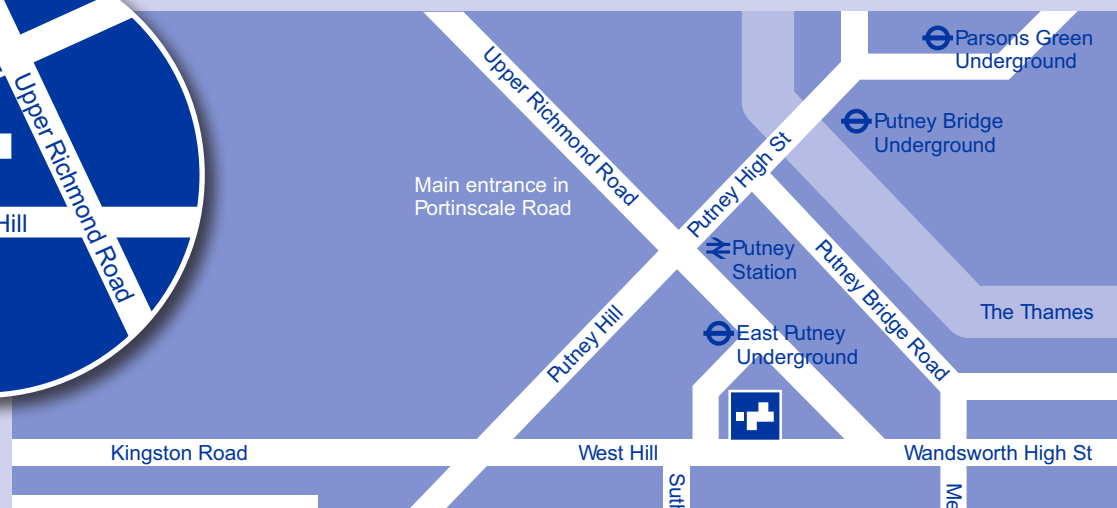 Parsons Green
Underground
Upper Richmond Road
Upper Richmond Road
Putney Bridge
Underground
Putney High St
Main entrance in
Portinscale Road
Hill
Putney
Station
Putney Bridge Road
The Thames
Putney Hill
East Putney
Underground
Kingston Road
West Hill
Wandsworth High St